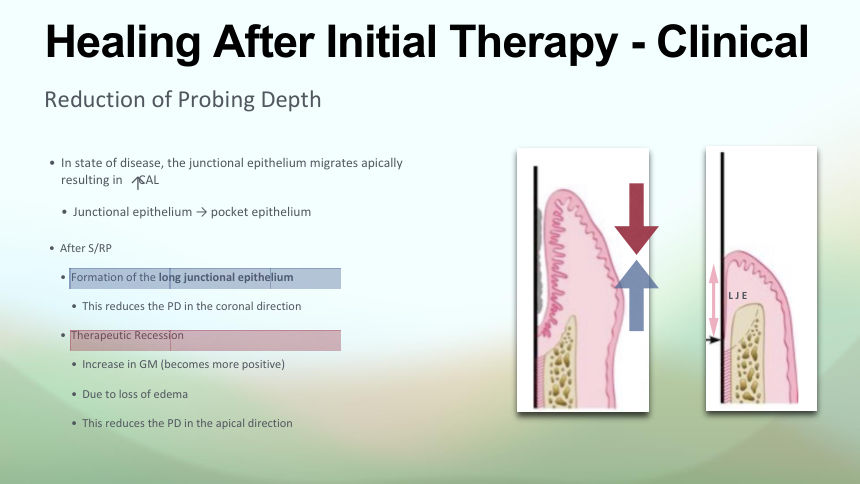 Healing After Initial Therapy - Clinical
Reduction of Probing Depth
• In state of disease, the junctional epithelium migrates apically
resulting in ↑CAL
• Junctional epithelium → pocket epithelium
• After S/RP
• Formation of the long junctional epithelium
• This reduces the PD in the coronal direction
• Therapeutic Recession
• Increase in GM (becomes more positive)
• Due to loss of edema
• This reduces the PD in the apical direction
LJE